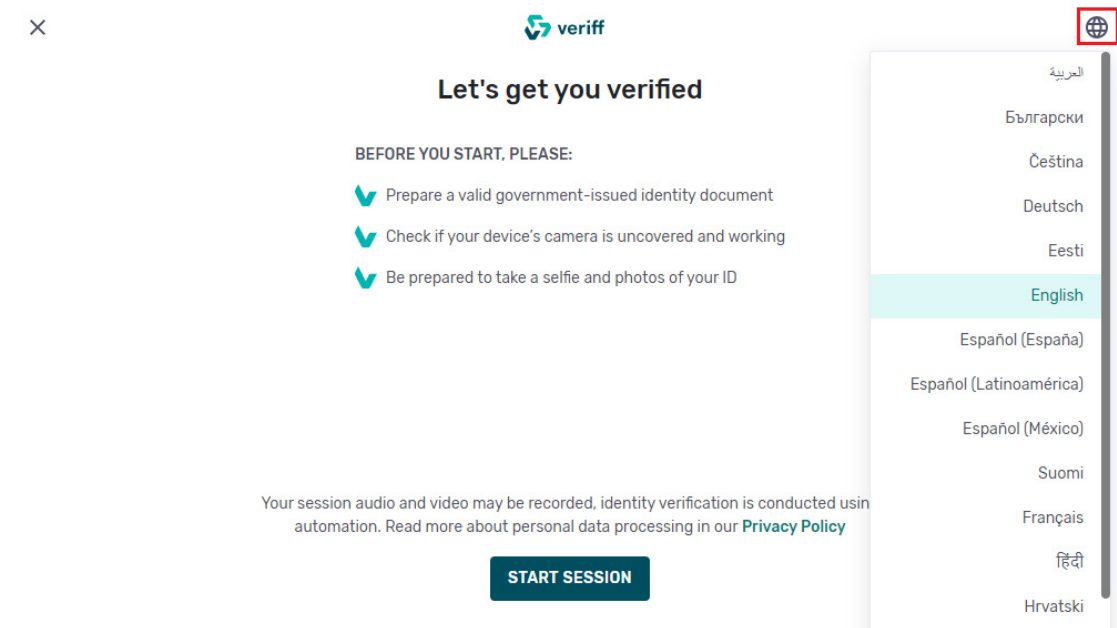 veriff
Let's get you verified
BEFORE YOU START, PLEASE:
Prepare a valid government-issued identity document
Check if your device's camera is uncovered and working
Be prepared to take a selfie and photos of your ID
Your session audio and video may be recorded, identity verification is conducted usin
automation. Read more about personal data processing in our Privacy Policy
START SESSION
العربية
Български
Čeština
Deutsch
Eesti
English
Español (España)
Español (Latinoamérica)
Español (México)
Suomi
Français
हिंदी
Hrvatski